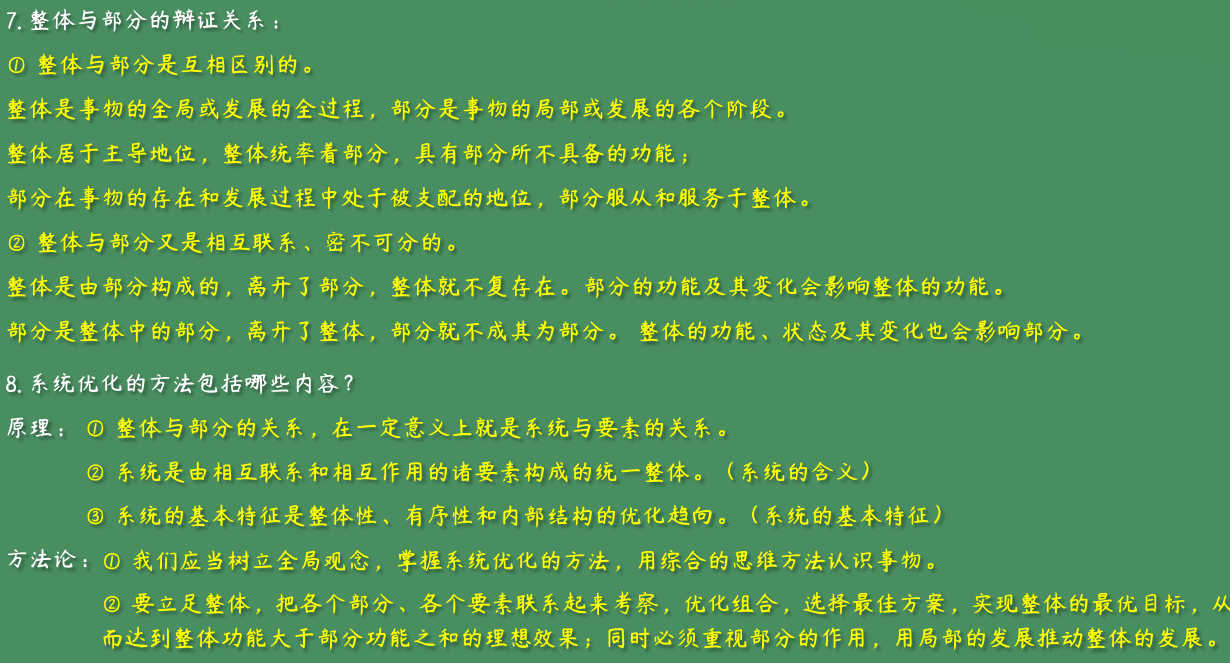 7. 整体与部分的辩证关系：
① 整体与部分是互相区别的。
整体是事物的全局或发展的全过程，部分是事物的局部或发展的各个阶段。
整体居于主导地位，整体统率着部分，具有部分所不具备的功能；
部分在事物的存在和发展过程中处于被支配的地位，部分服从和服务于整体。
② 整体与部分又是相互联系、密不可分的。
整体是由部分构成的，离开了部分，整体就不复存在。部分的功能及其变化会影响整体的功能。
部分是整体中的部分，离开了整体，部分就不成其为部分。 整体的功能、状态及其变化也会影响部分。
8. 系统优化的方法包括哪些内容？
原理： ① 整体与部分的关系，在一定意义上就是系统与要素的关系。
② 系统是由相互联系和相互作用的诸要素构成的统一整体。（系统的含义）
③ 系统的基本特征是整体性、有序性和内部结构的优化趋向。（系统的基本特征）
方法论：① 我们应当树立全局观念，掌握系统优化的方法，用综合的思维方法认识事物。
② 要立足整体，把各个部分、各个要素联系起来考察，优化组合，选择最佳方案，实现整体的最优目标，从
而达到整体功能大于部分功能之和的理想效果；同时必须重视部分的作用，用局部的发展推动整体的发展。